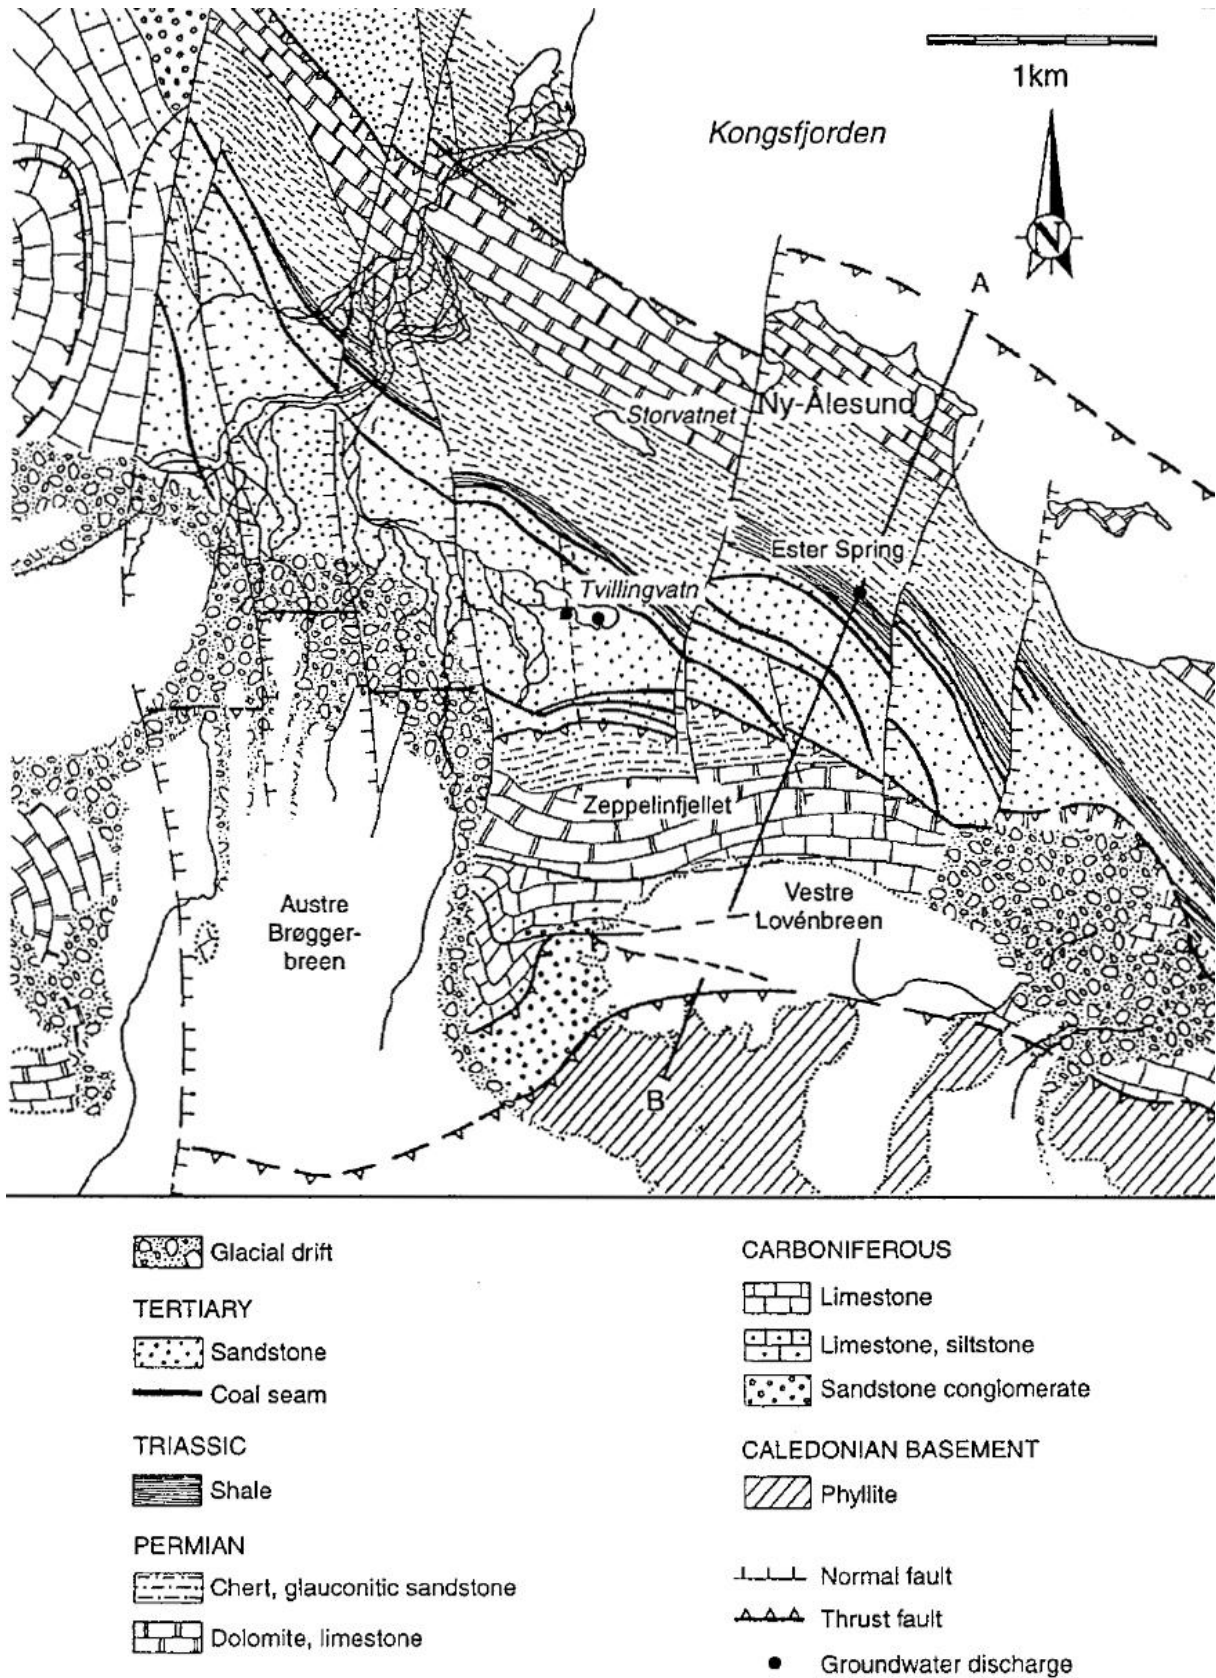 1km
Kongsfjorden
N
A
Storvatnet
Ny-Ålesund
Ester Spring
Tvillingvatn
Zeppelinfjellet
Austre
Brøgger-
breen
Vestre
Lovénbreen
B
Glacial drift
TERTIARY
Sandstone
Coal seam
TRIASSIC
Shale
PERMIAN
Chert, glauconitic sandstone
Dolomite, limestone
CARBONIFEROUS
Limestone
Limestone, siltstone
Sandstone conglomerate
CALEDONIAN BASEMENT
Phyllite
Normal fault
Thrust fault
Groundwater discharge